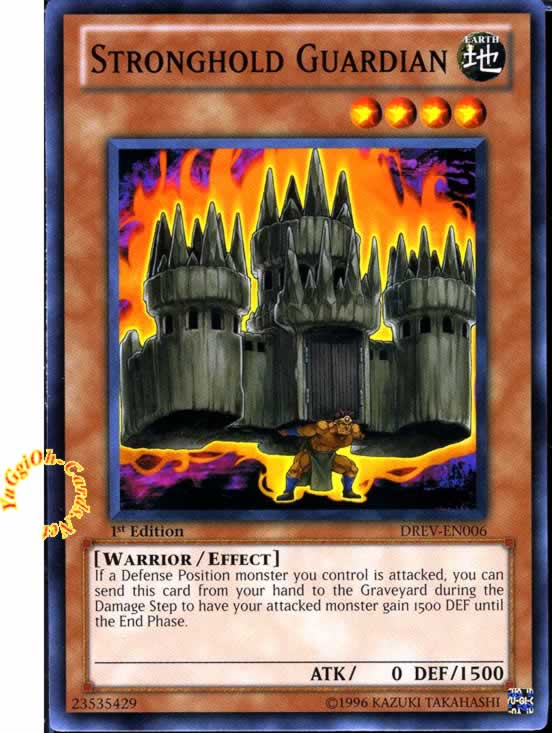 STRONGHOLD GUARDIAN
EARTH
地
YuGgiOh-Cards.Net
1st Edition
DREV-EN006
[WARRIOR/EFFECT]
If a Defense Position monster you control is attacked, you can
send this card from your hand to the Graveyard during the
Damage Step to have your attacked monster gain 1500 DEF until
the End Phase.
ATK/ 0 DEF/1500
23535429
©1996 KAZUKI TAKAHASHI